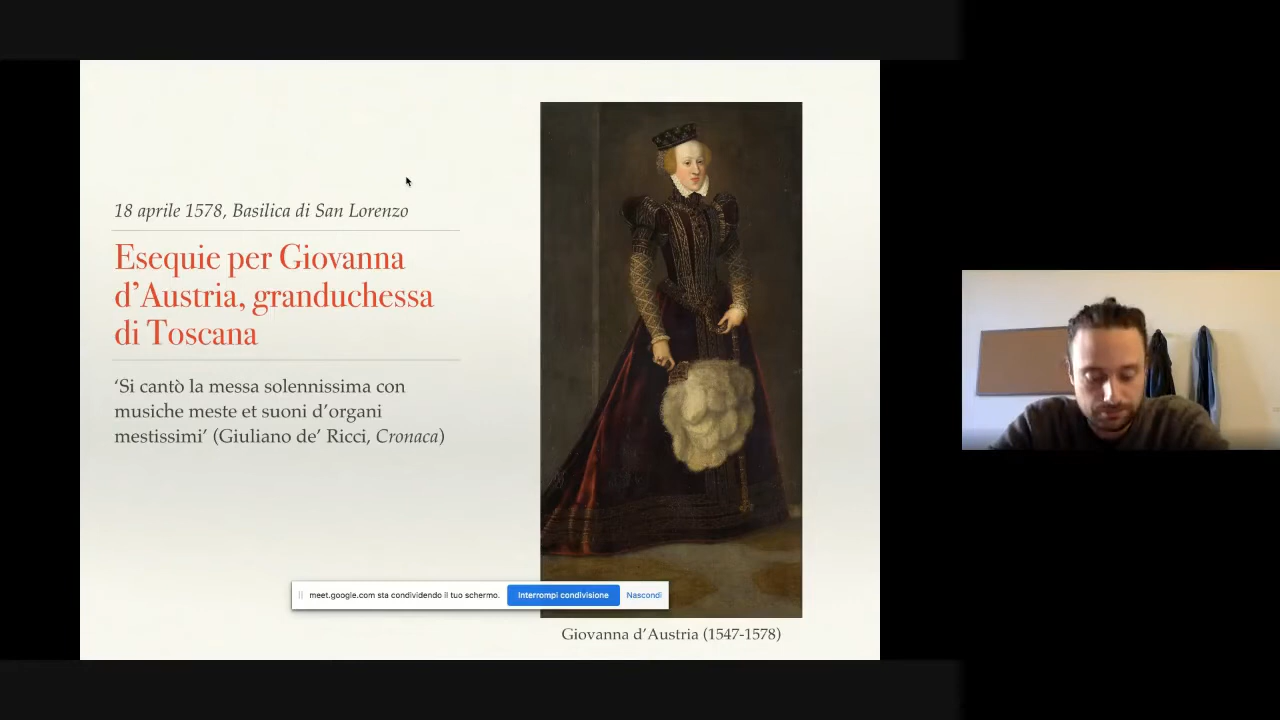 18 aprile 1578, Basilica di San Lorenzo
Esequie per Giovanna
d’Austria, granduchessa
di Toscana
‘Si cantò la messa solennissima con
musiche meste et suoni d’organi
mestissimi’ (Giuliano de’ Ricci, Cronaca)
meet.google.com sta condividendo il tuo schermo. Interrompi condivisione Nascondi
Giovanna d’Austria (1547-1578)